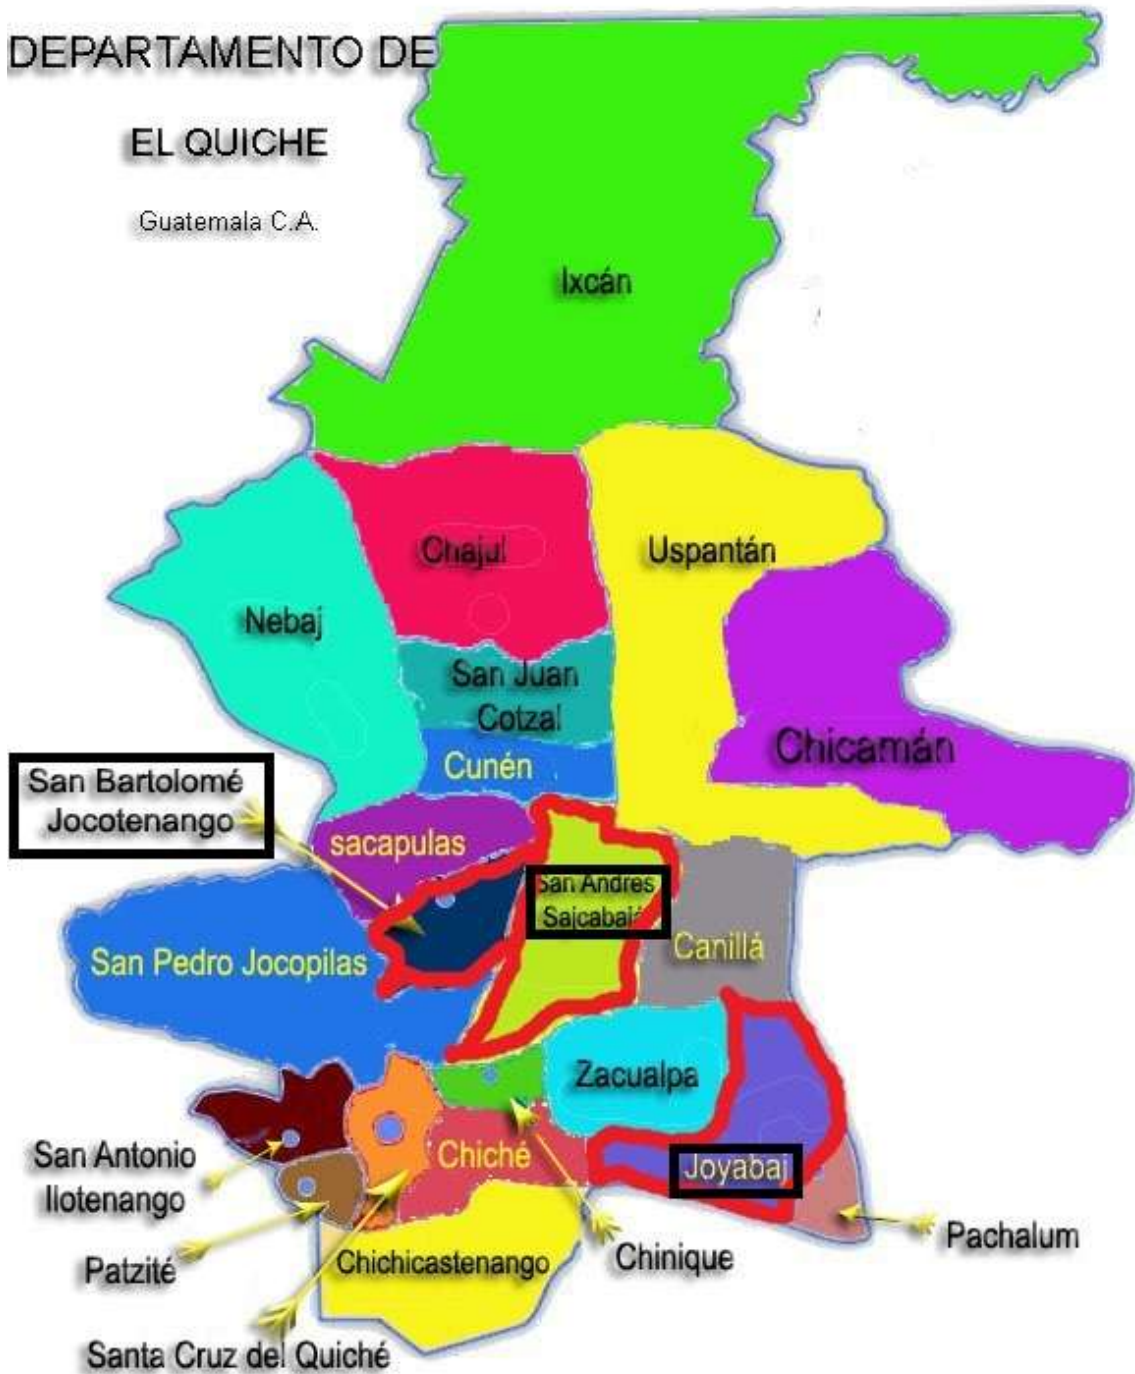 DEPARTAMENTO DE
EL QUICHE
Guatemala C.A.
Ixcán
Chajul
Uspantán
Nebaj
San Juan
Cotzal
Chicamán
Cunén
San Bartolomé
Jocotenango
sacapulas
San Andres
Sajcabajá
Canillá
San Pedro Jocopilas
Zacualpa
San Antonio
Ilotenango
Chiché
Joyabaj
Pachalum
Chinique
Patzité
Chichicastenango
Santa Cruz del Quiché